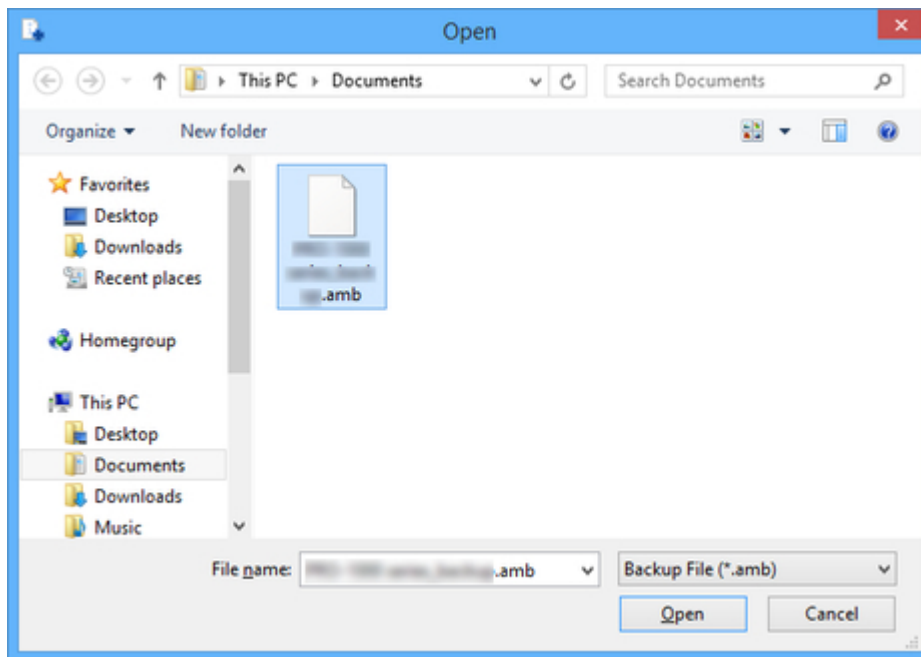 Open
This PC Documents
Search Documents
Organize
New folder
Favorites
Desktop
Downloads
Recent places
Homegroup
This PC
Desktop
Documents
Downloads
Music
.amb
File name:
.amb
Backup File (*.amb)
Open
Cancel